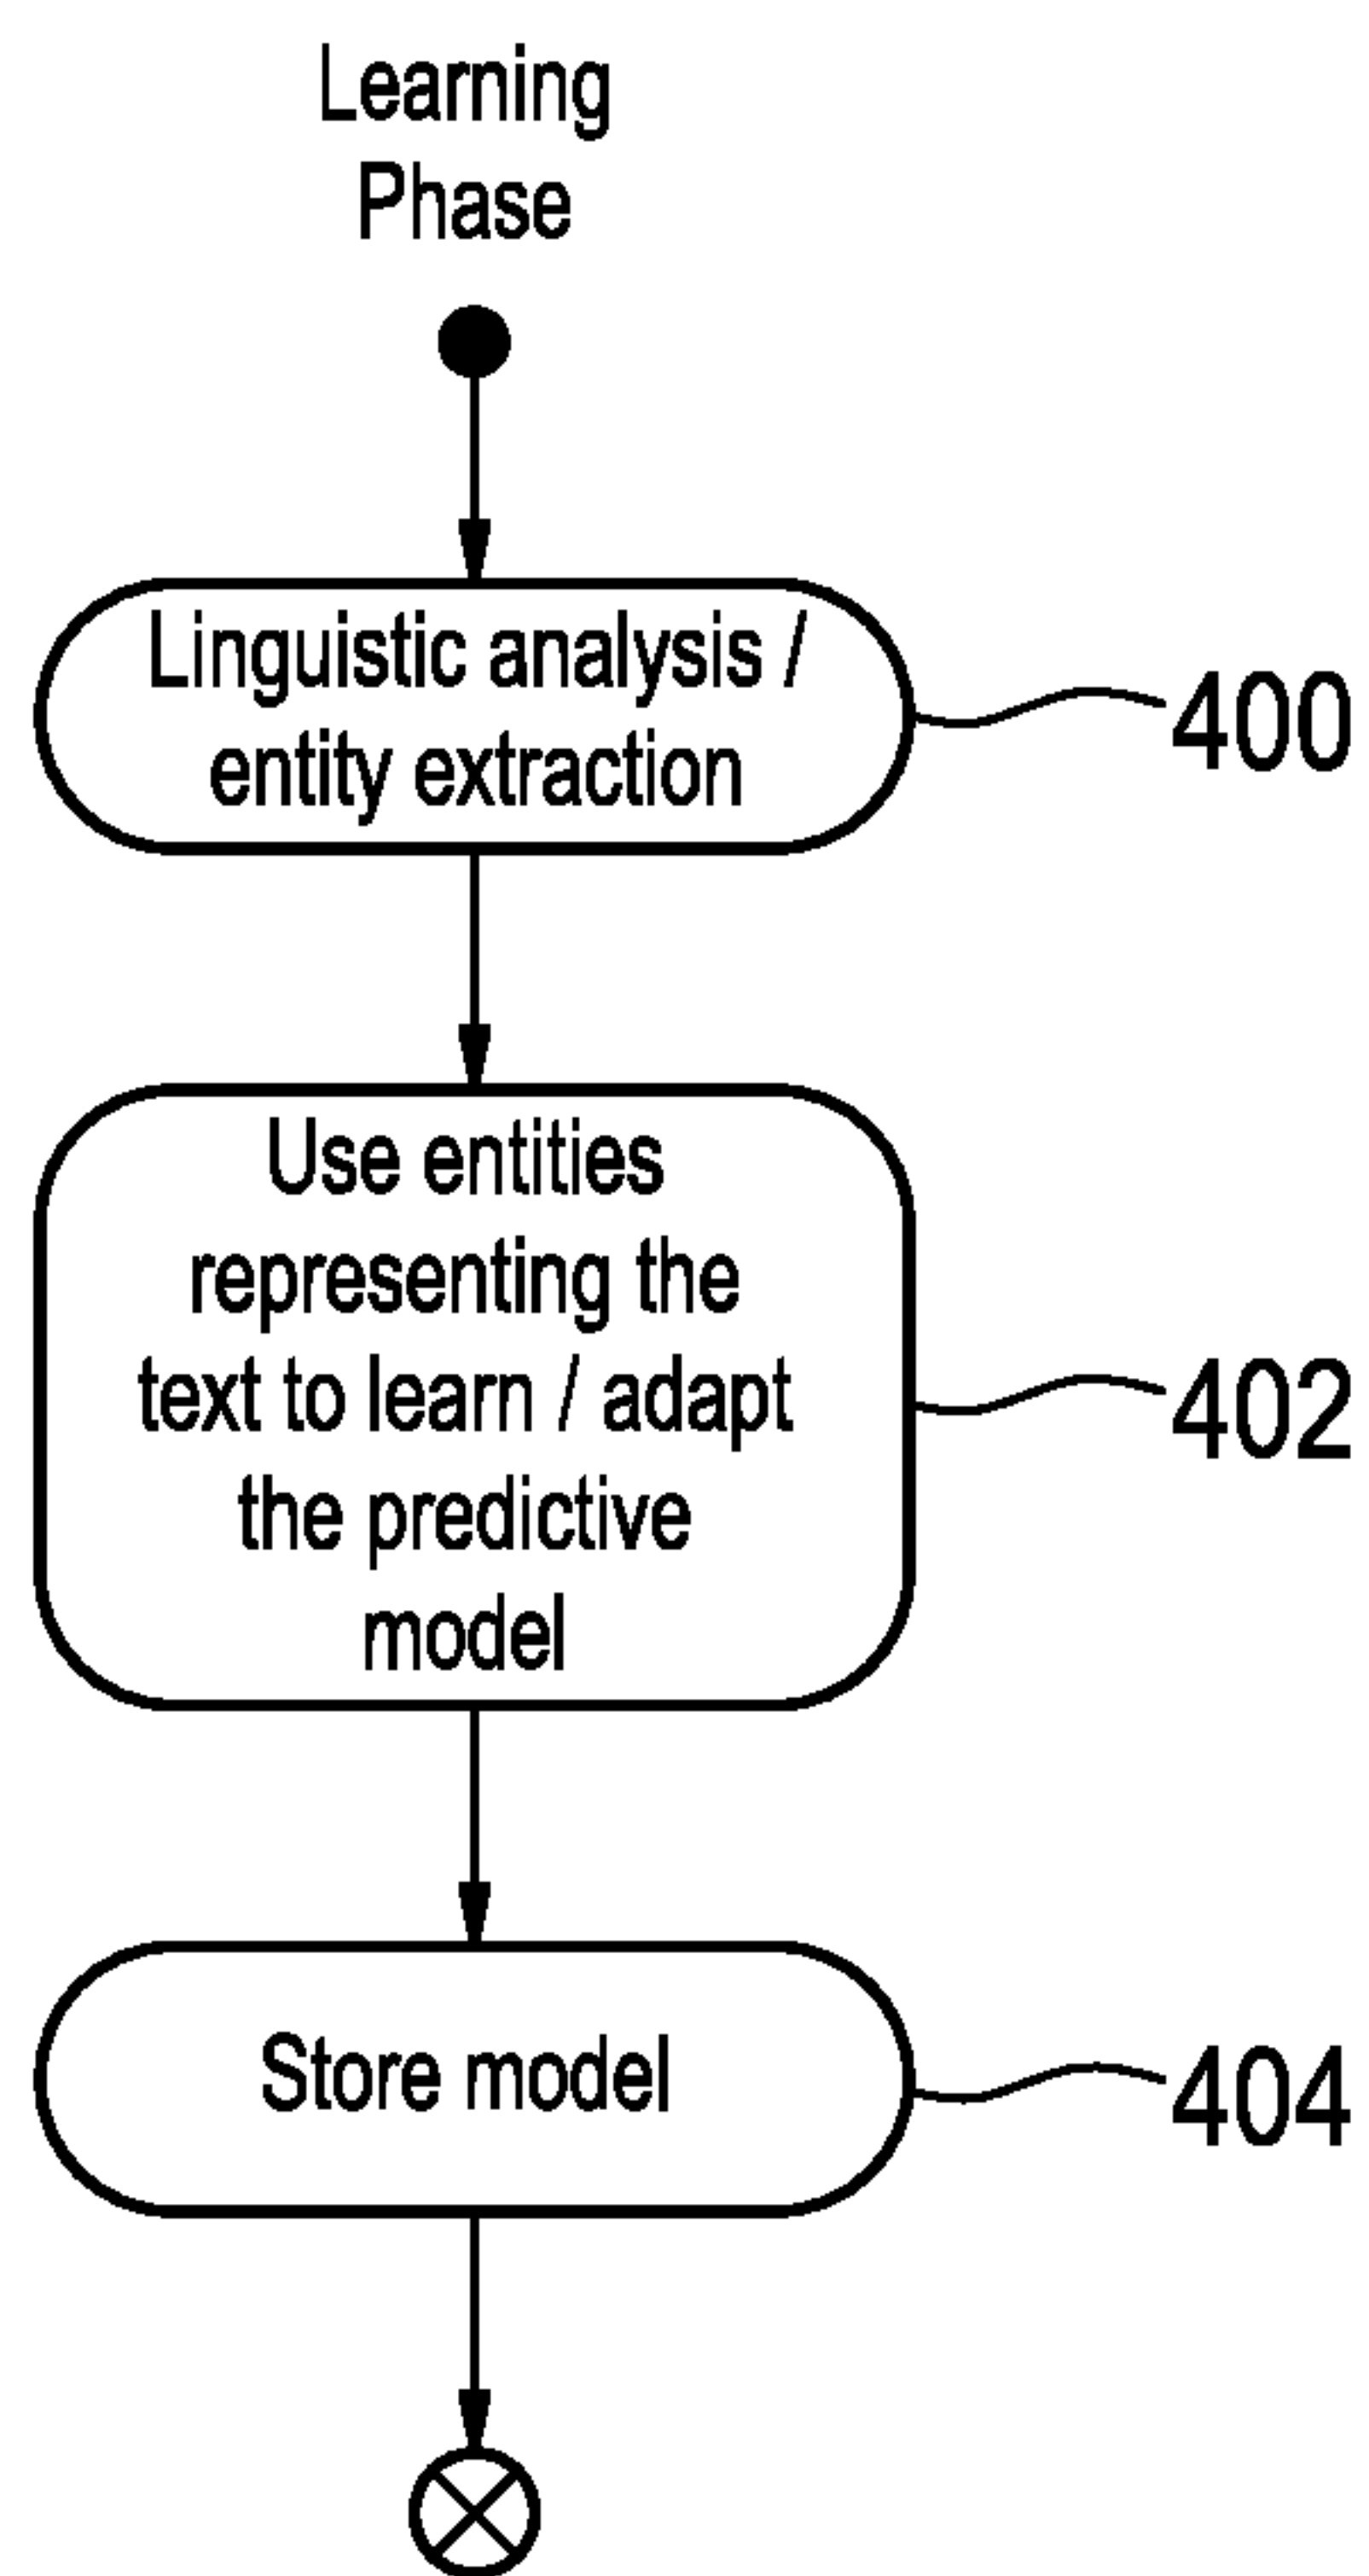 Learning
Phase
Linguistic analysis /
entity extraction
400
Use entities
representing the
text to learn / adapt
the predictive
model
402
Store model
404